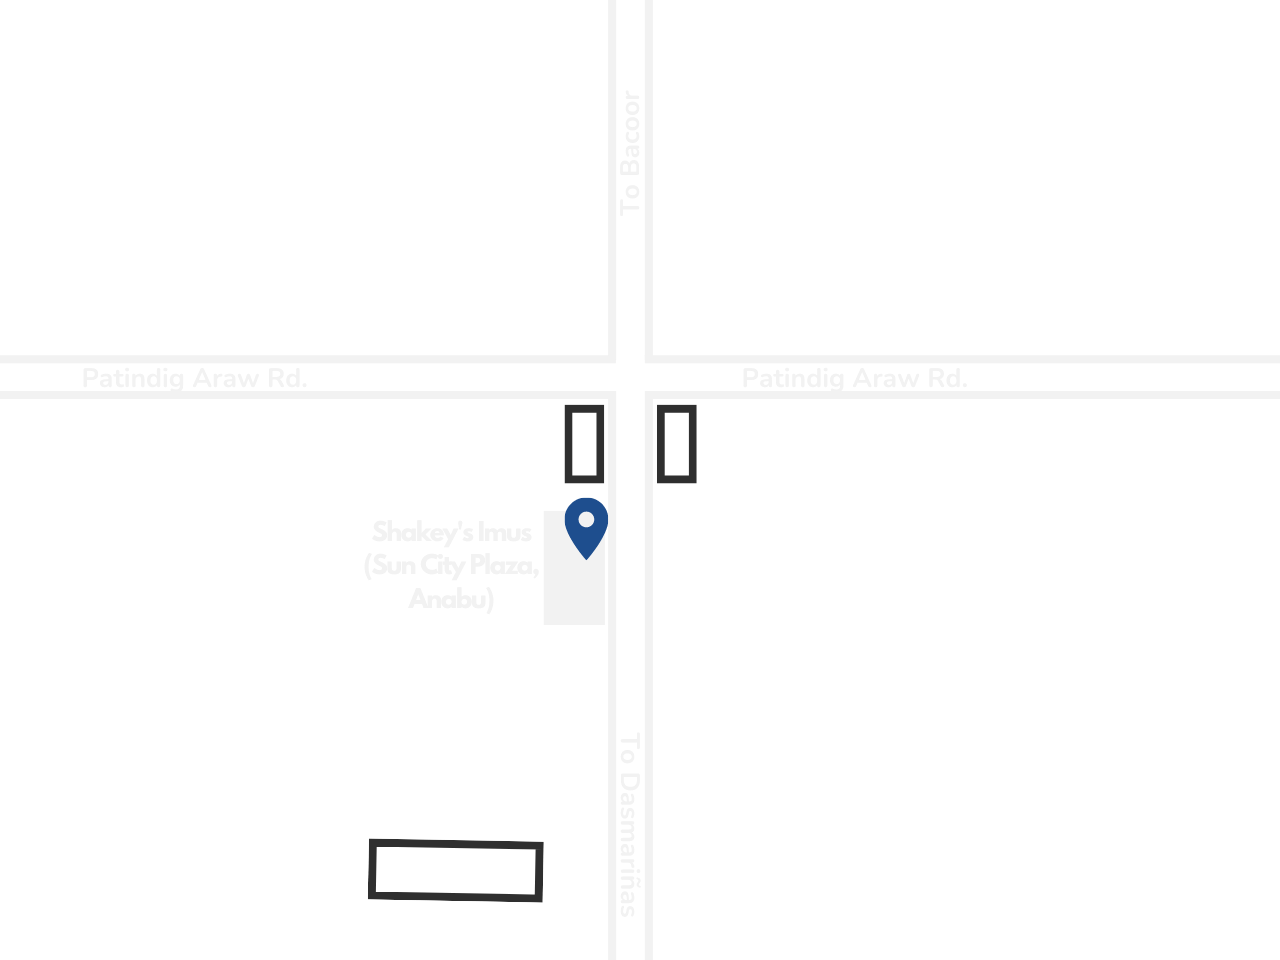 To Bacoor
Patindig Araw Rd.
Patindig Araw Rd.
Shakey's Imus
(Sun City Plaza,
Anabu)
To Dasmariñas